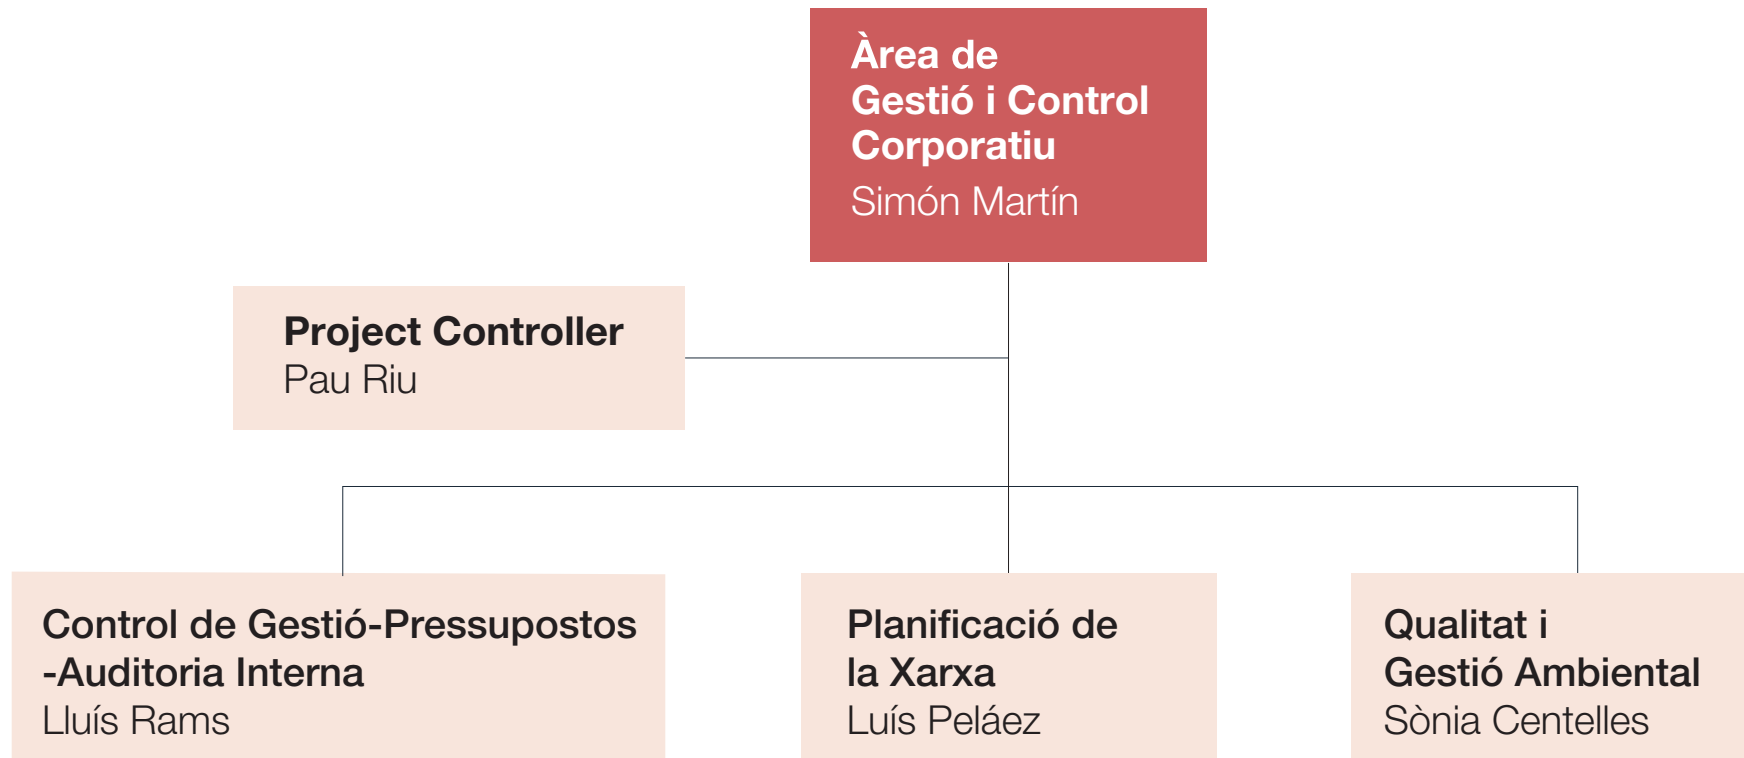 Àrea de
Gestió i Control
Corporatiu
Simón Martín
Project Controller
Pau Riu
Control de Gestió-Pressupostos
-Auditoria Interna
Lluís Rams
Planificació de
la Xarxa
Luís Peláez
Qualitat i
Gestió Ambiental
Sònia Centelles